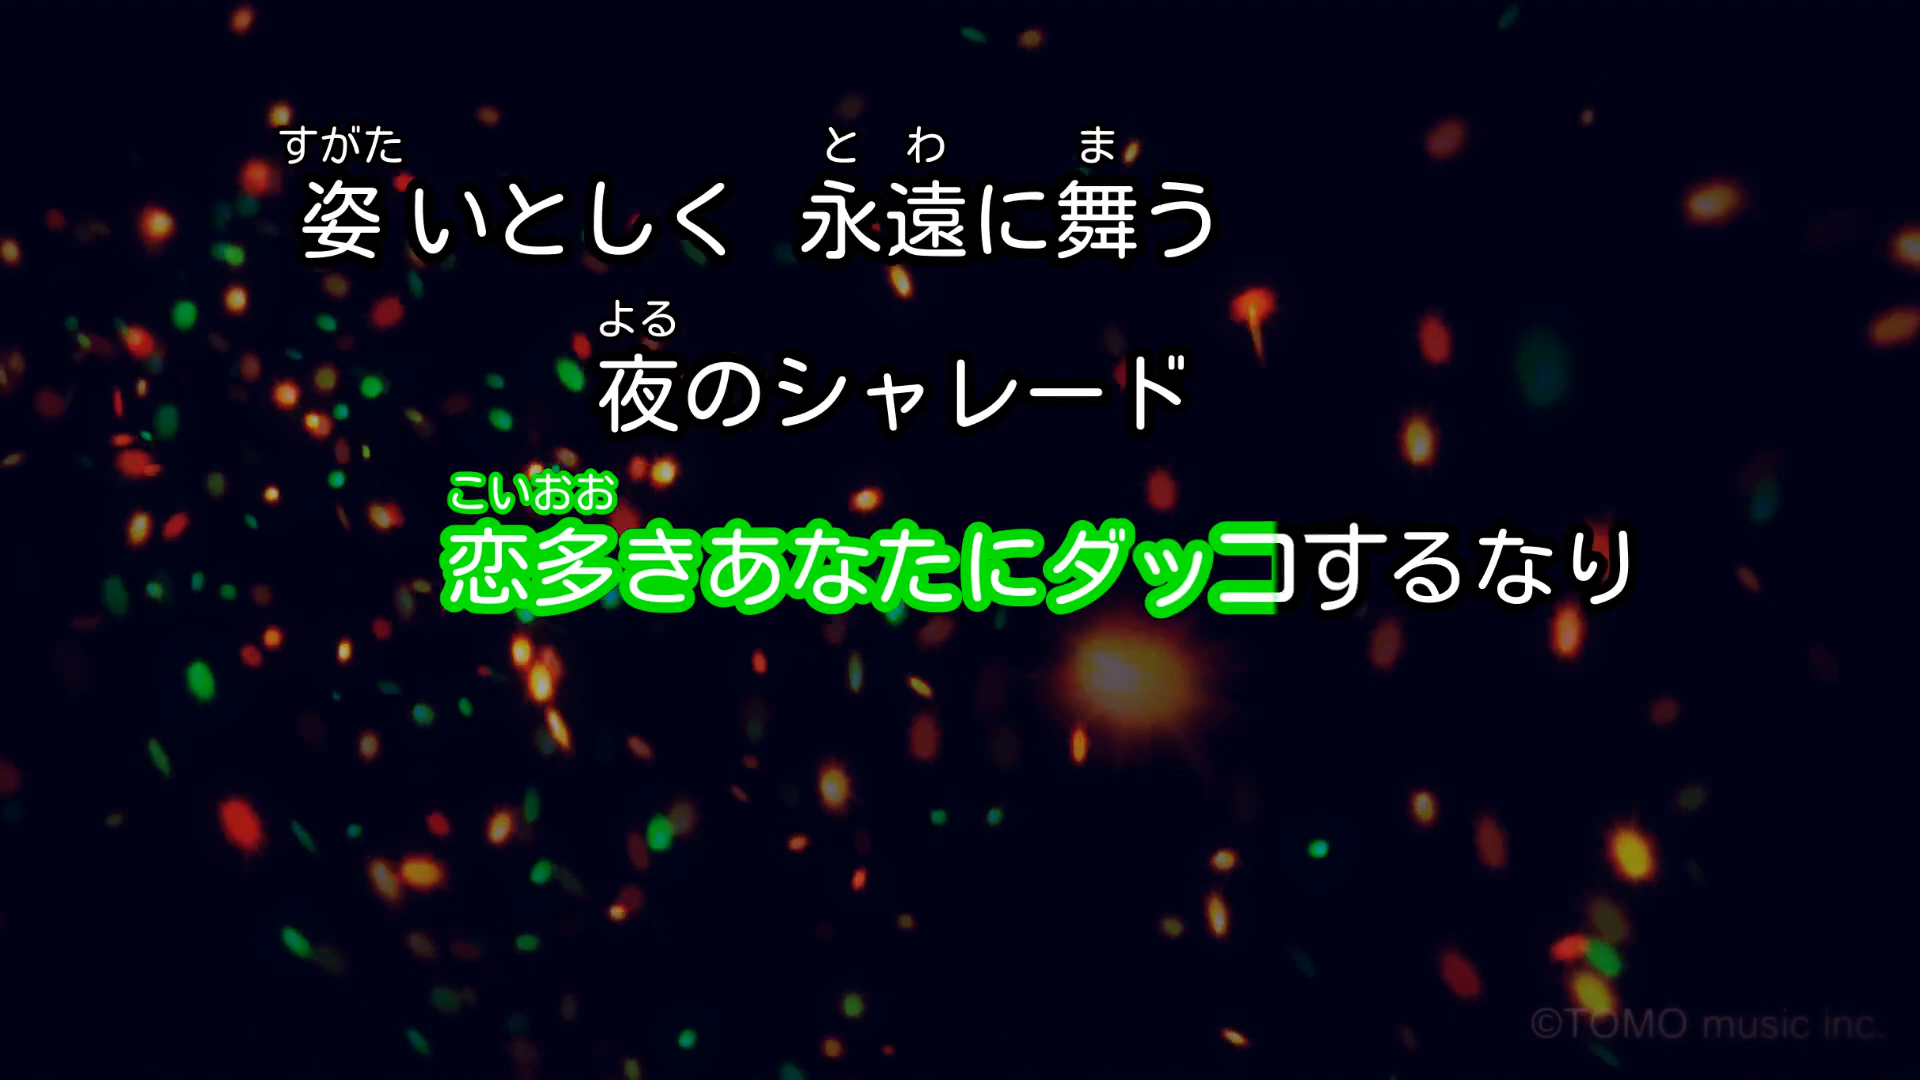 すがた と わ ま
姿いとしく 永遠に舞う
よる
夜のシャレード
こいおお
恋多きあなたにダッコするなり
©TOMO music inc.